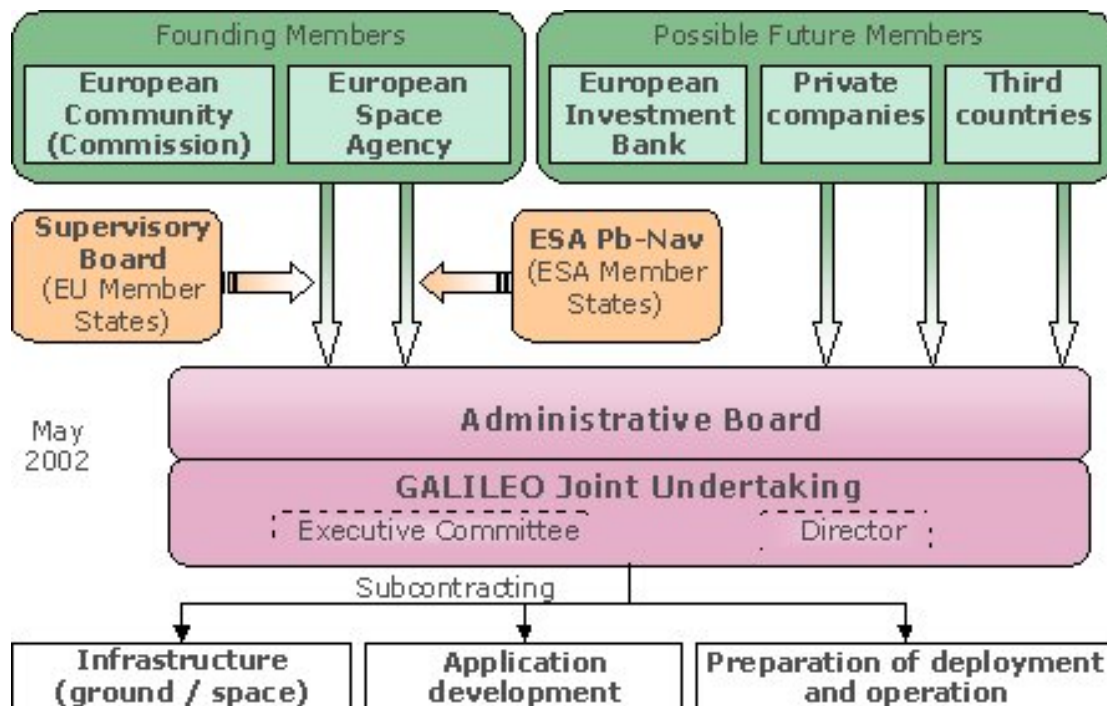 Founding Members
European
Community
(Commission)
European
Space
Agency
Possible Future Members
European
Investment
Bank
Private
companies
Third
countries
Supervisory
Board
(EU Member
States)
ESA Pb-Nav
(ESA Member
States)
Administrative Board
May
2002
GALILEO Joint Undertaking
Executive Committee
Director
Subcontracting
Infrastructure
(ground / space)
Application
development
Preparation of deployment
and operation